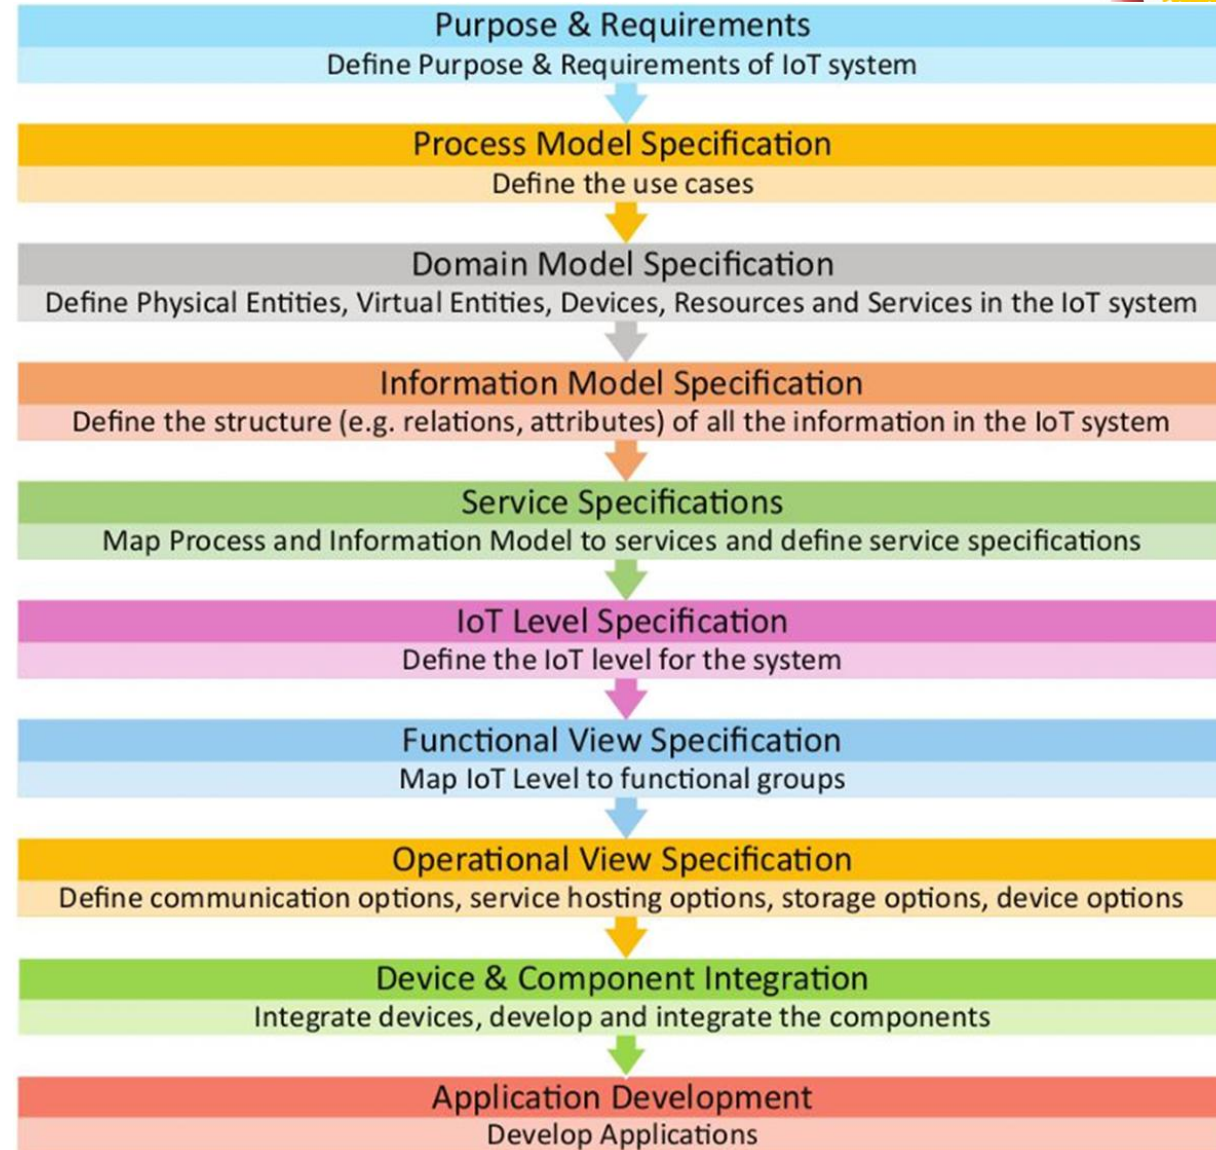 Purpose & Requirements
Define Purpose & Requirements of IoT system
Process Model Specification
Define the use cases
Domain Model Specification
Define Physical Entities, Virtual Entities, Devices, Resources and Services in the IoT system
Information Model Specification
Define the structure (e.g. relations, attributes) of all the information in the IoT system
Service Specifications
Map Process and Information Model to services and define service specifications
IoT Level Specification
Define the IoT level for the system
Functional View Specification
Map IoT Level to functional groups
Operational View Specification
Define communication options, service hosting options, storage options, device options
Device & Component Integration
Integrate devices, develop and integrate the components
Application Development
Develop Applications